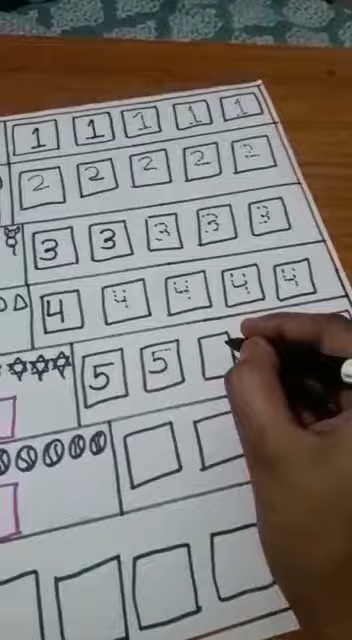 1 1 1 1 1
2 2 2 2 2
3 3 3 3 3
4 4 4 4 4
5 5